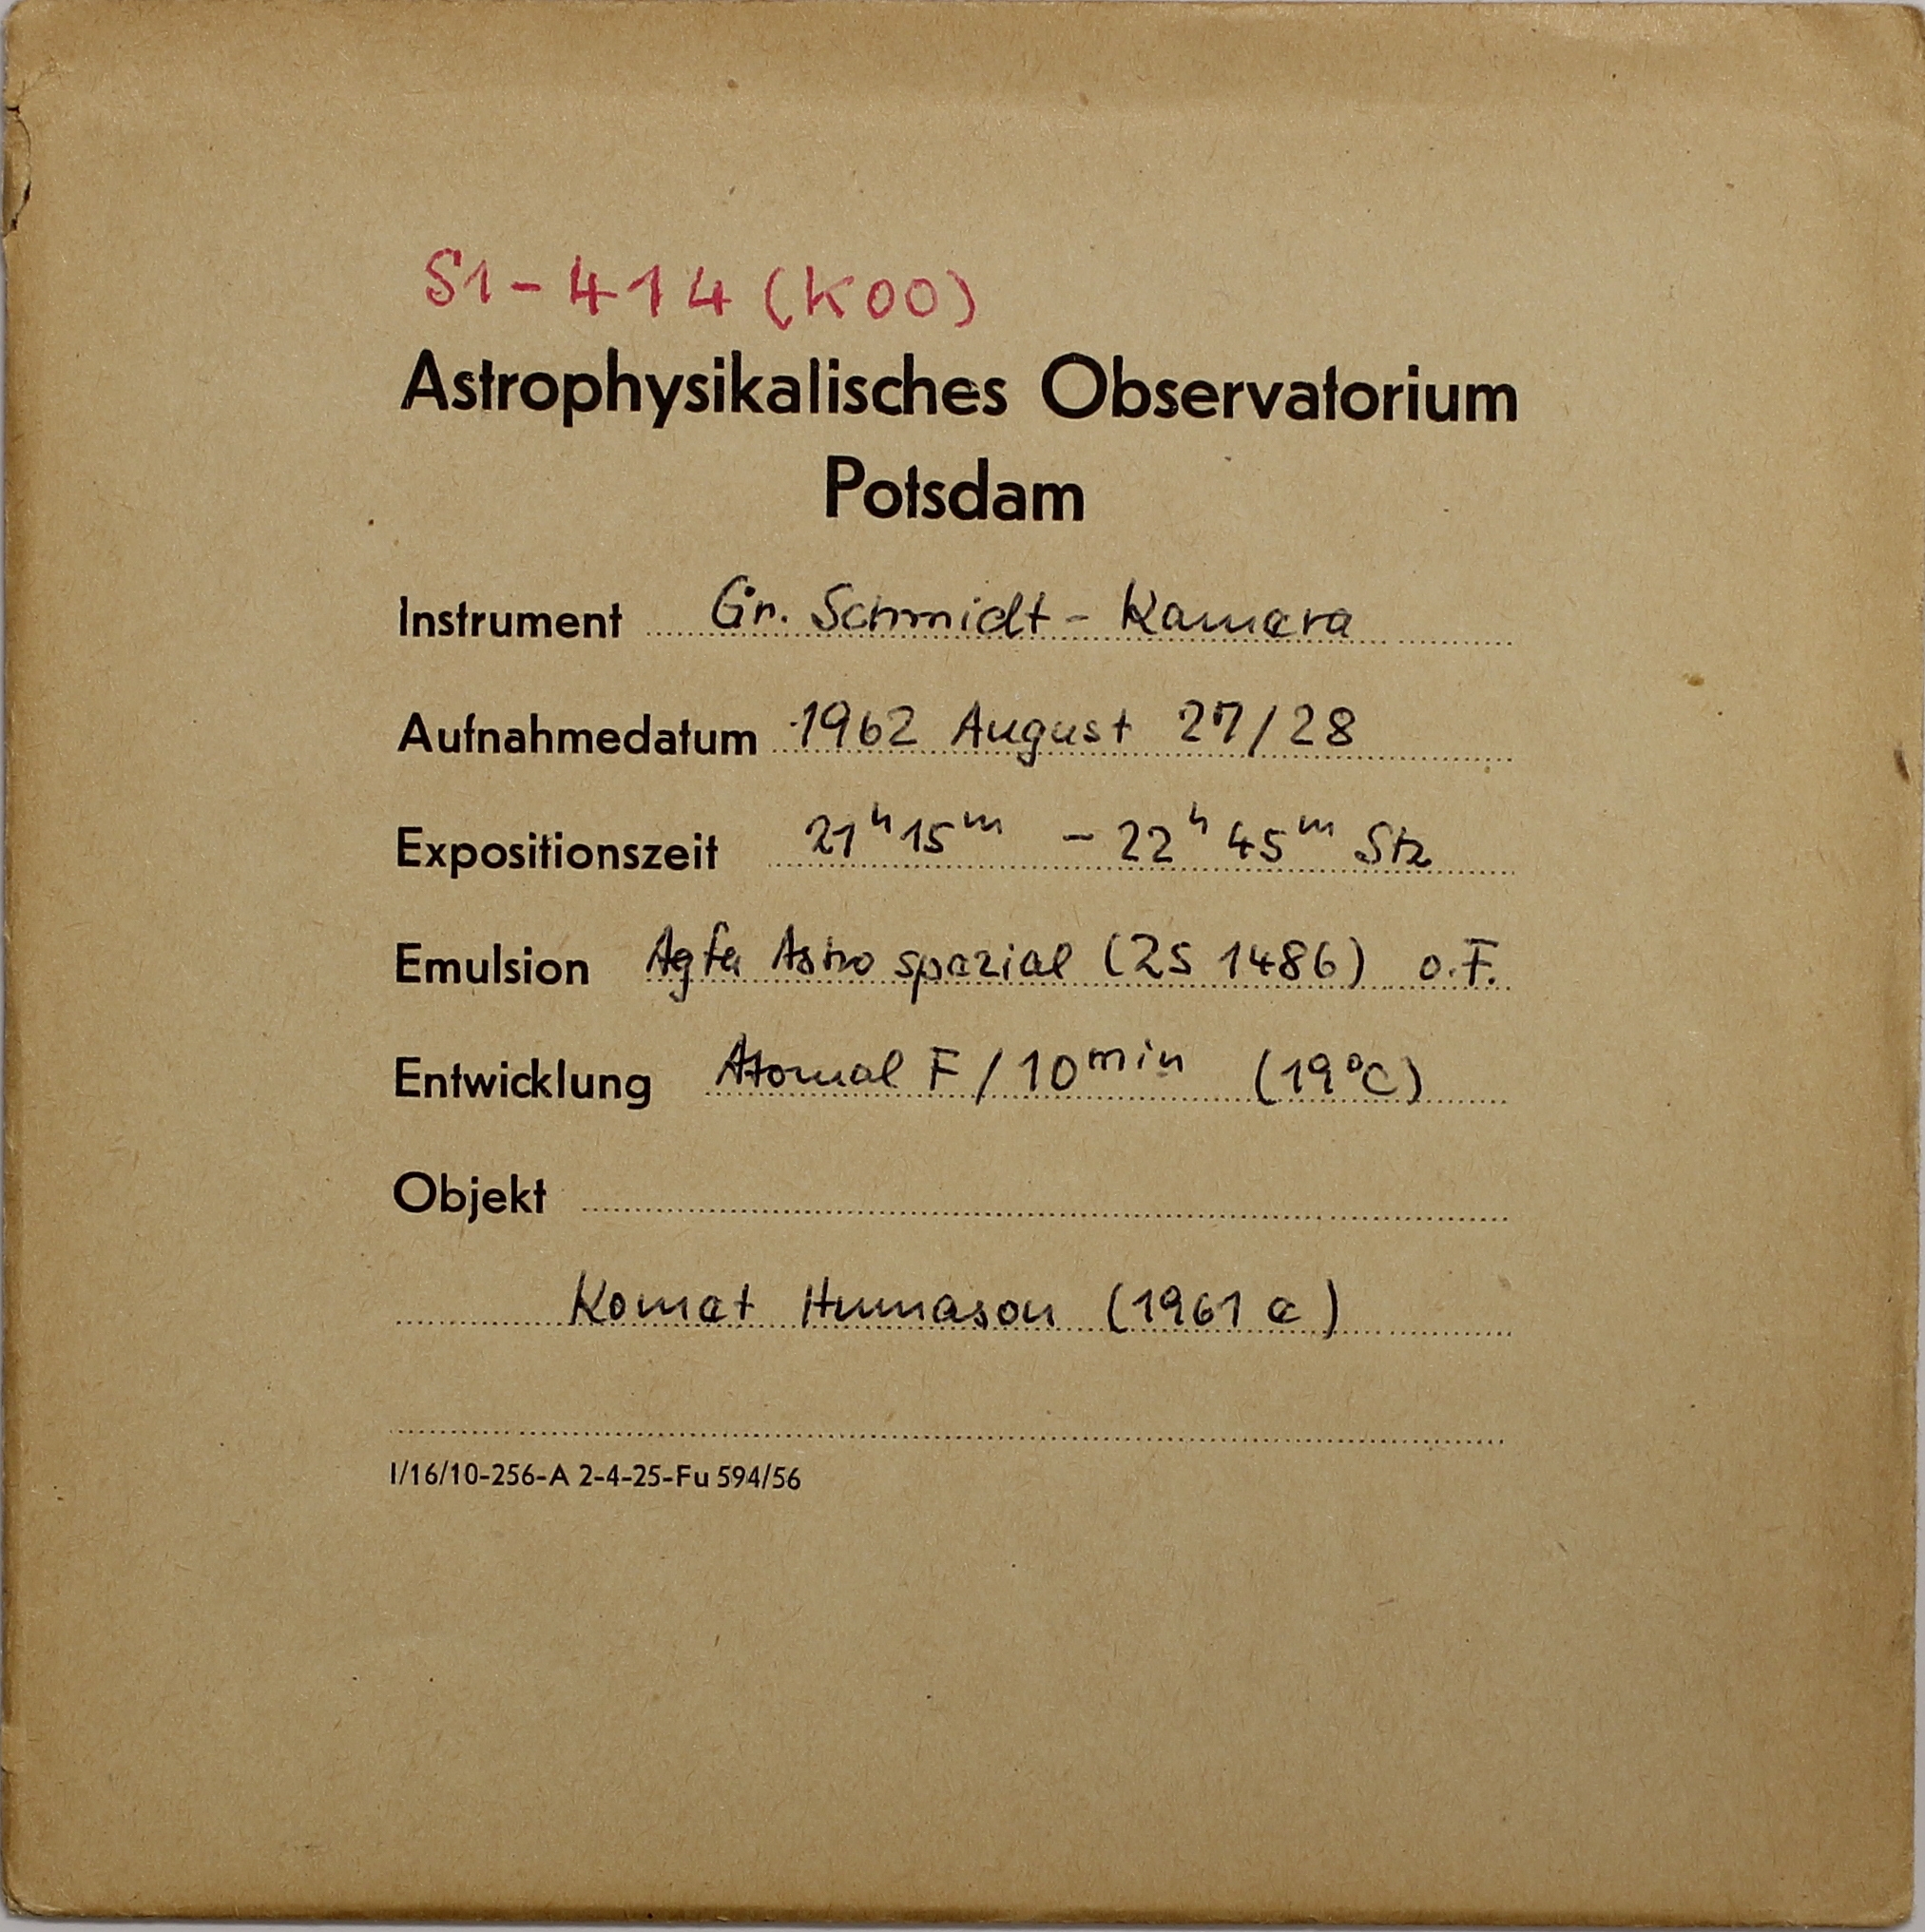 S1-414 (K00)
Astrophysikalisches Observatorium
Potsdam
Instrument Gr. Schmidt-Kamera
Aufnahmedatum 1962 August 27/28
Expositionszeit 21h15m - 22h45m Stz
Emulsion Agfa Astro spezial (ZS 1486) o.F.
Entwicklung Atomal F/10min (19°C)
Objekt
Komet Humason (1961 e)
I/16/10-256-A 2-4-25-Fu 594/56